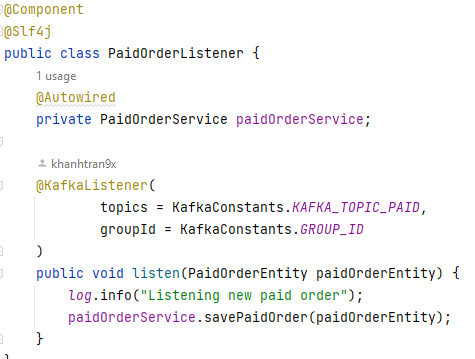 @Component
@Slf4j
public class PaidOrderListener {
1 usage
@Autowired
private PaidOrderService paidOrderService;
khanhtran9x
@KafkaListener(
topics = KafkaConstants.KAFKA_TOPIC_PAID,
groupId = KafkaConstants.GROUP_ID
)
public void listen(PaidOrderEntity paidOrderEntity) {
log.info("Listening new paid order");
paidOrderService.savePaidOrder(paidOrderEntity);
}
}